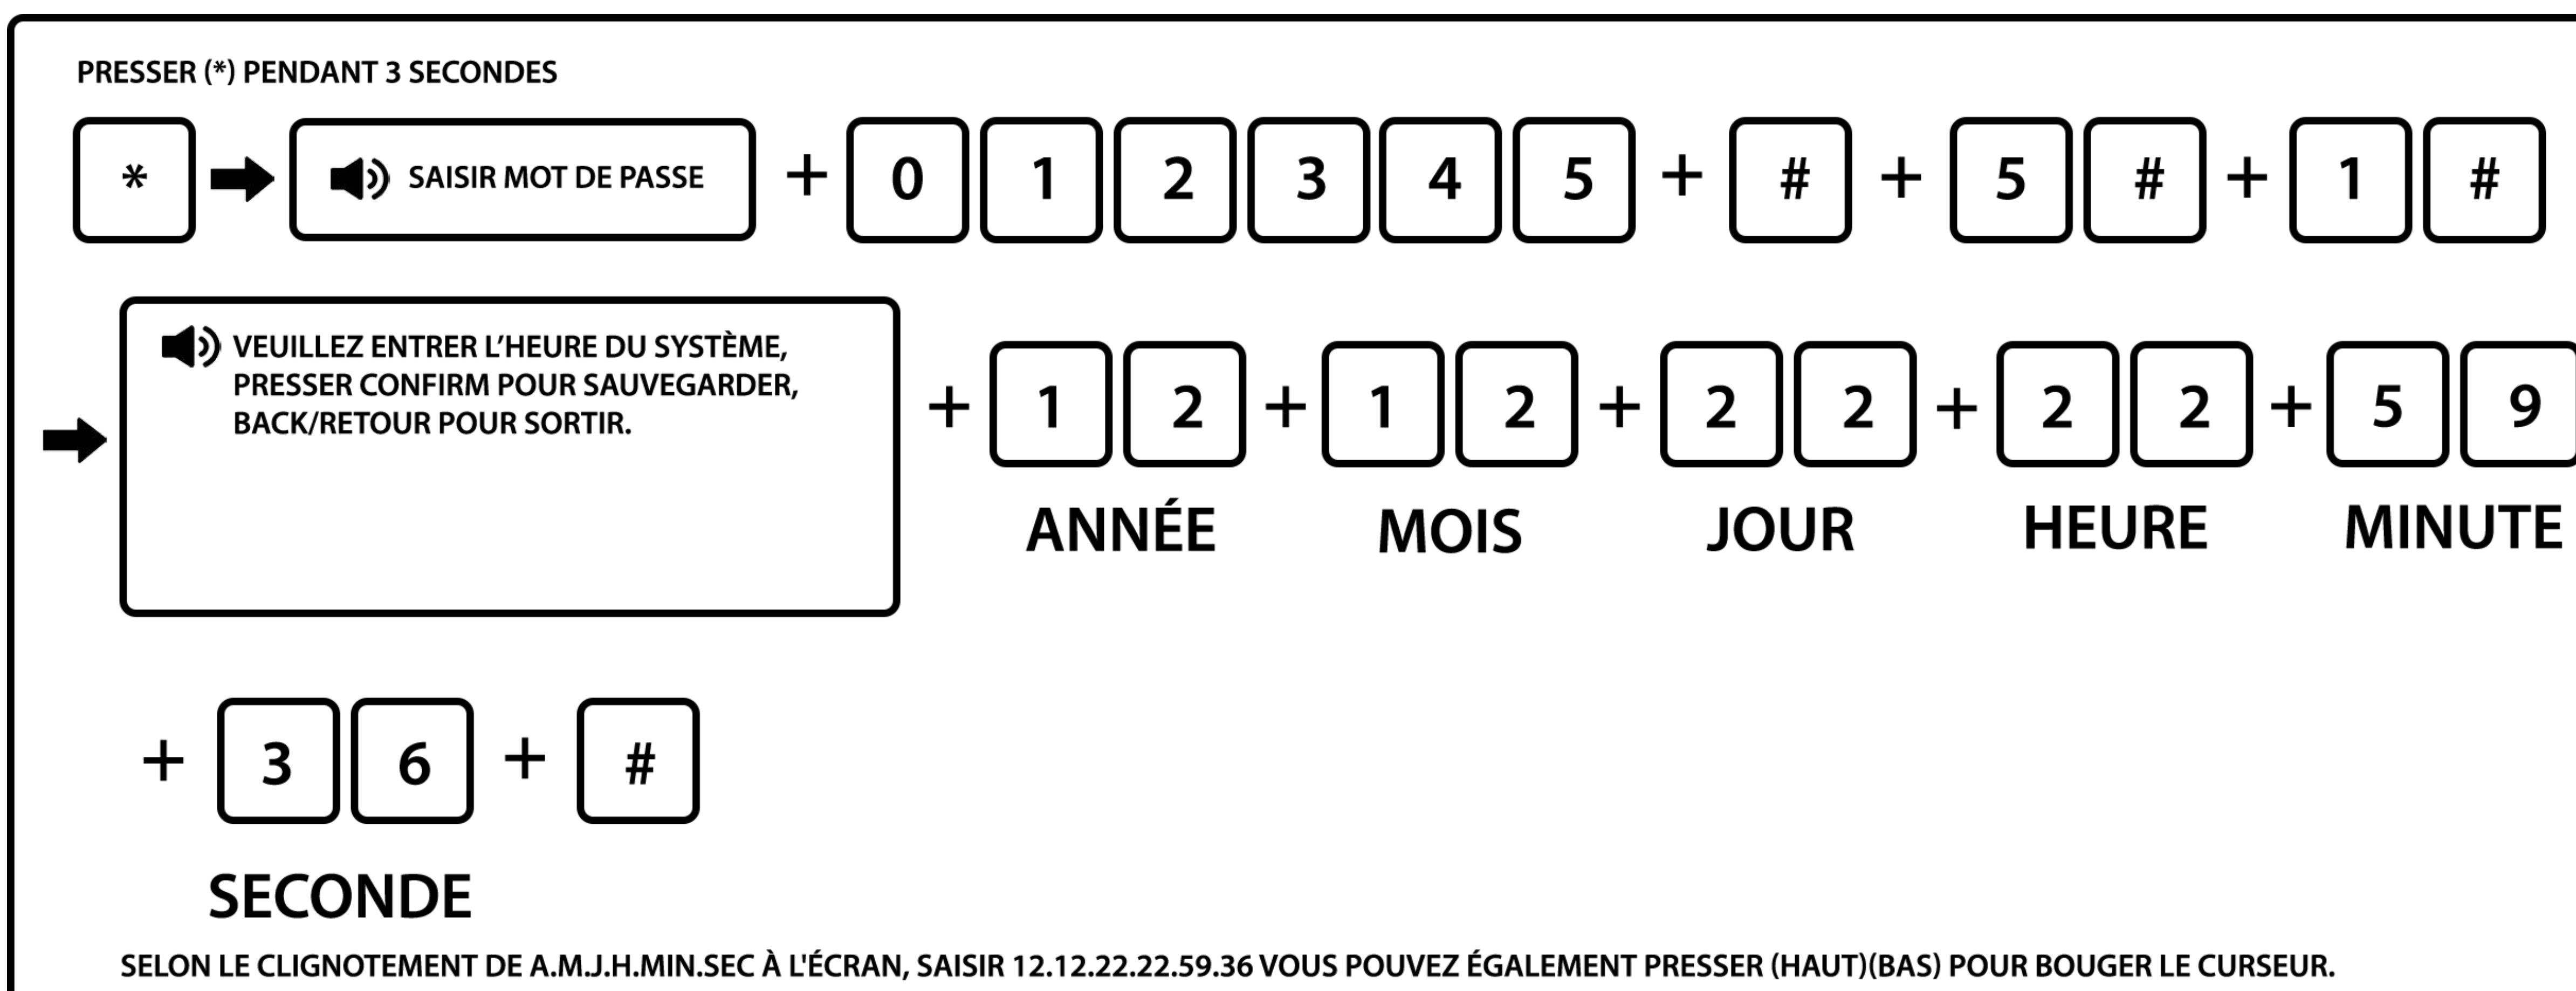 PRESSER (*) PENDANT 3 SECONDES
* SAISIR MOT DE PASSE + 0 1 2 3 4 5 + # + 5 # + 1 #
VEUILLEZ ENTRER L'HEURE DU SYSTÈME,
PRESSER CONFIRM POUR SAUVEGARDER,
BACK/RETOUR POUR SORTIR.
+ 1 2 + 1 2 + 2 2 + 2 2 + 5 9
ANNÉE MOIS JOUR HEURE MINUTE
+ 3 6 + #
SECONDE
SELON LE CLIGNOTEMENT DE A.M.J.H.MIN.SEC À L'ÉCRAN, SAISIR 12.12.22.22.59.36 VOUS POUVEZ ÉGALEMENT PRESSER (HAUT)(BAS) POUR BOUGER LE CURSEUR.